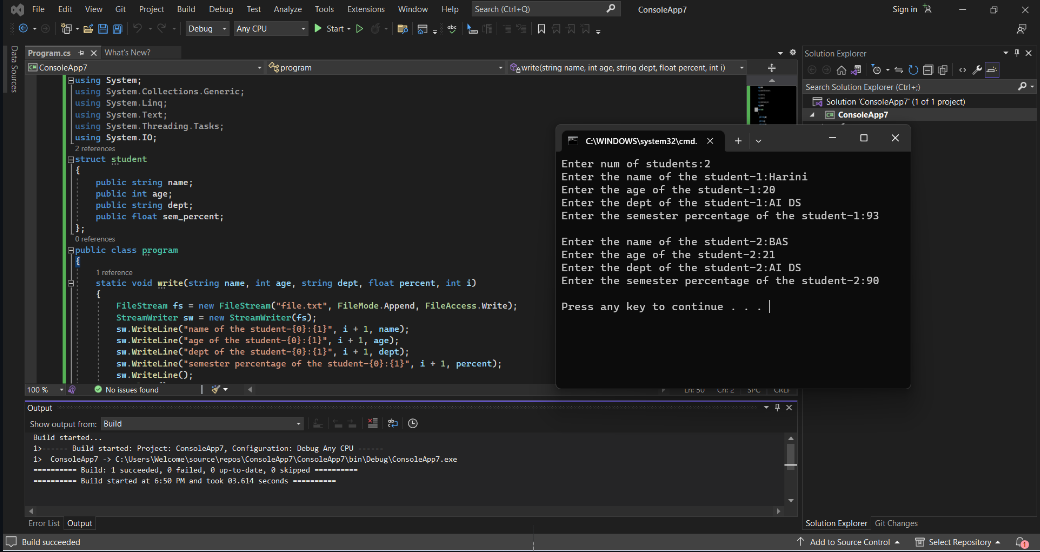 File Edit View Git Project Build Debug Test Analyze Tools Extensions Window Help Search (Ctrl+Q) ConsoleApp7 Sign in
Debug Any CPU Start
Data Sources
Program.cs What's New?
ConsoleApp7 program write(string name, int age, string dept, float percent, int i)
using System;
using System.Collections.Generic;
using System.Linq;
using System.Text;
using System.Threading.Tasks;
using System.IO;
2 references
struct student
{
public string name;
public int age;
public string dept;
public float sem_percent;
};
0 references
public class program
{
1 reference
static void write(string name, int age, string dept, float percent, int i)
{
FileStream fs = new FileStream("file.txt", FileMode.Append, FileAccess.Write);
StreamWriter sw = new StreamWriter(fs);
sw.WriteLine("name of the student-{0}:{1}", i + 1, name);
sw.WriteLine("age of the student-{0}:{1}", i + 1, age);
sw.WriteLine("dept of the student-{0}:{1}", i + 1, dept);
sw.WriteLine("semester percentage of the student-{0}:{1}", i + 1, percent);
sw.WriteLine();
100 % No issues found
C:\WINDOWS\system32\cmd.
Enter num of students:2
Enter the name of the student-1:Harini
Enter the age of the student-1:20
Enter the dept of the student-1:AI DS
Enter the semester percentage of the student-1:93
Enter the name of the student-2:BAS
Enter the age of the student-2:21
Enter the dept of the student-2:AI DS
Enter the semester percentage of the student-2:90
Press any key to continue . . .
Solution Explorer
Search Solution Explorer (Ctrl+;)
Solution 'ConsoleApp7' (1 of 1 project)
ConsoleApp7
Output
Show output from: Build
Build started...
1>------ Build started: Project: ConsoleApp7, Configuration: Debug Any CPU ------
1> ConsoleApp7 -> C:\Users\Welcome\source\repos\ConsoleApp7\ConsoleApp7\bin\Debug\ConsoleApp7.exe
========== Build: 1 succeeded, 0 failed, 0 up-to-date, 0 skipped ==========
========== Build started at 6:50 PM and took 03.614 seconds ==========
Error List Output
Solution Explorer Git Changes
Build succeeded Add to Source Control Select Repository 1